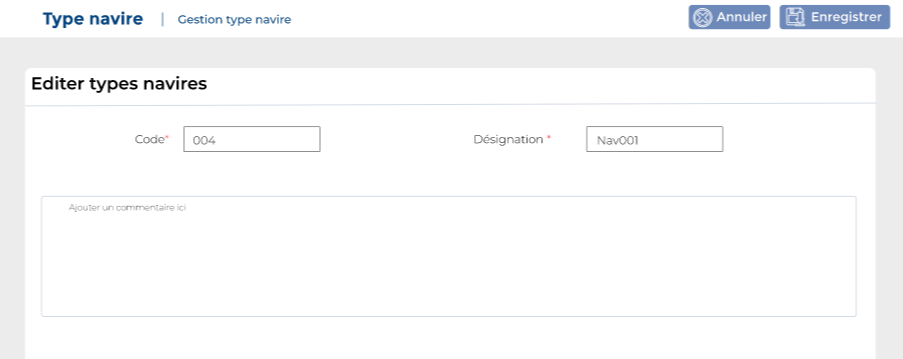 Type navire | Gestion type navire Annuler Enregistrer
Editer types navires
Code* 004 Désignation * Nav001
Ajouter un commentaire ici